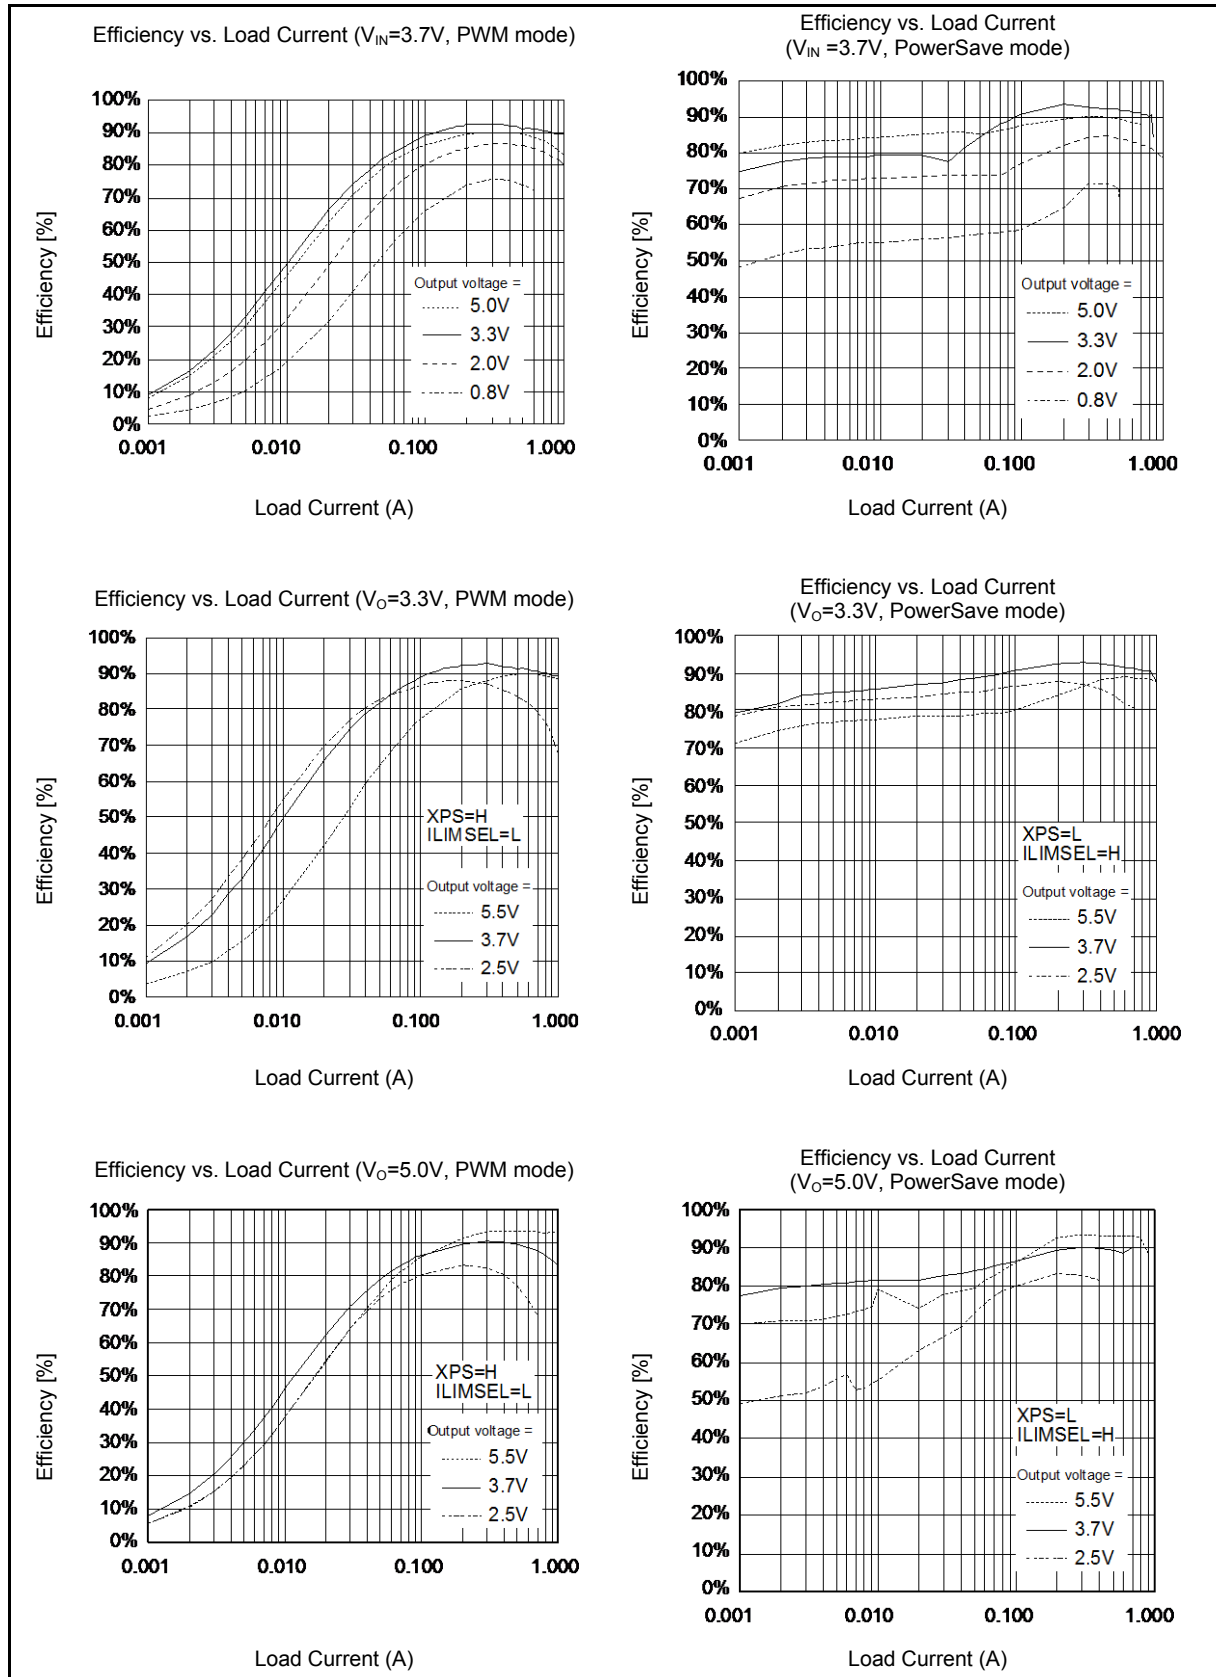 Efficiency vs. Load Current (VIN=3.7V, PWM mode)
100%
90%
80%
70%
60%
50%
40%
30%
20%
10%
0%
Efficiency [%]
Output voltage =
5.0V
3.3V
2.0V
0.8V
0.001 0.010 0.100 1.000
Load Current (A)
Efficiency vs. Load Current
(VIN =3.7V, PowerSave mode)
100%
90%
80%
70%
60%
50%
40%
30%
20%
10%
0%
Efficiency [%]
Output voltage =
5.0V
3.3V
2.0V
0.8V
0.001 0.010 0.100 1.000
Load Current (A)
Efficiency vs. Load Current (VO=3.3V, PWM mode)
100%
90%
80%
70%
60%
50%
40%
30%
20%
10%
0%
Efficiency [%]
XPS=H
ILIMSEL=L
Output voltage =
5.5V
3.7V
2.5V
0.001 0.010 0.100 1.000
Load Current (A)
Efficiency vs. Load Current
(VO=3.3V, PowerSave mode)
100%
90%
80%
70%
60%
50%
40%
30%
20%
10%
0%
Efficiency [%]
XPS=L
ILIMSEL=H
Output voltage =
5.5V
3.7V
2.5V
0.001 0.010 0.100 1.000
Load Current (A)
Efficiency vs. Load Current (VO=5.0V, PWM mode)
100%
90%
80%
70%
60%
50%
40%
30%
20%
10%
0%
Efficiency [%]
XPS=H
ILIMSEL=L
Output voltage =
5.5V
3.7V
2.5V
0.001 0.010 0.100 1.000
Load Current (A)
Efficiency vs. Load Current
(VO=5.0V, PowerSave mode)
100%
90%
80%
70%
60%
50%
40%
30%
20%
10%
0%
Efficiency [%]
XPS=L
ILIMSEL=H
Output voltage =
5.5V
3.7V
2.5V
0.001 0.010 0.100 1.000
Load Current (A)